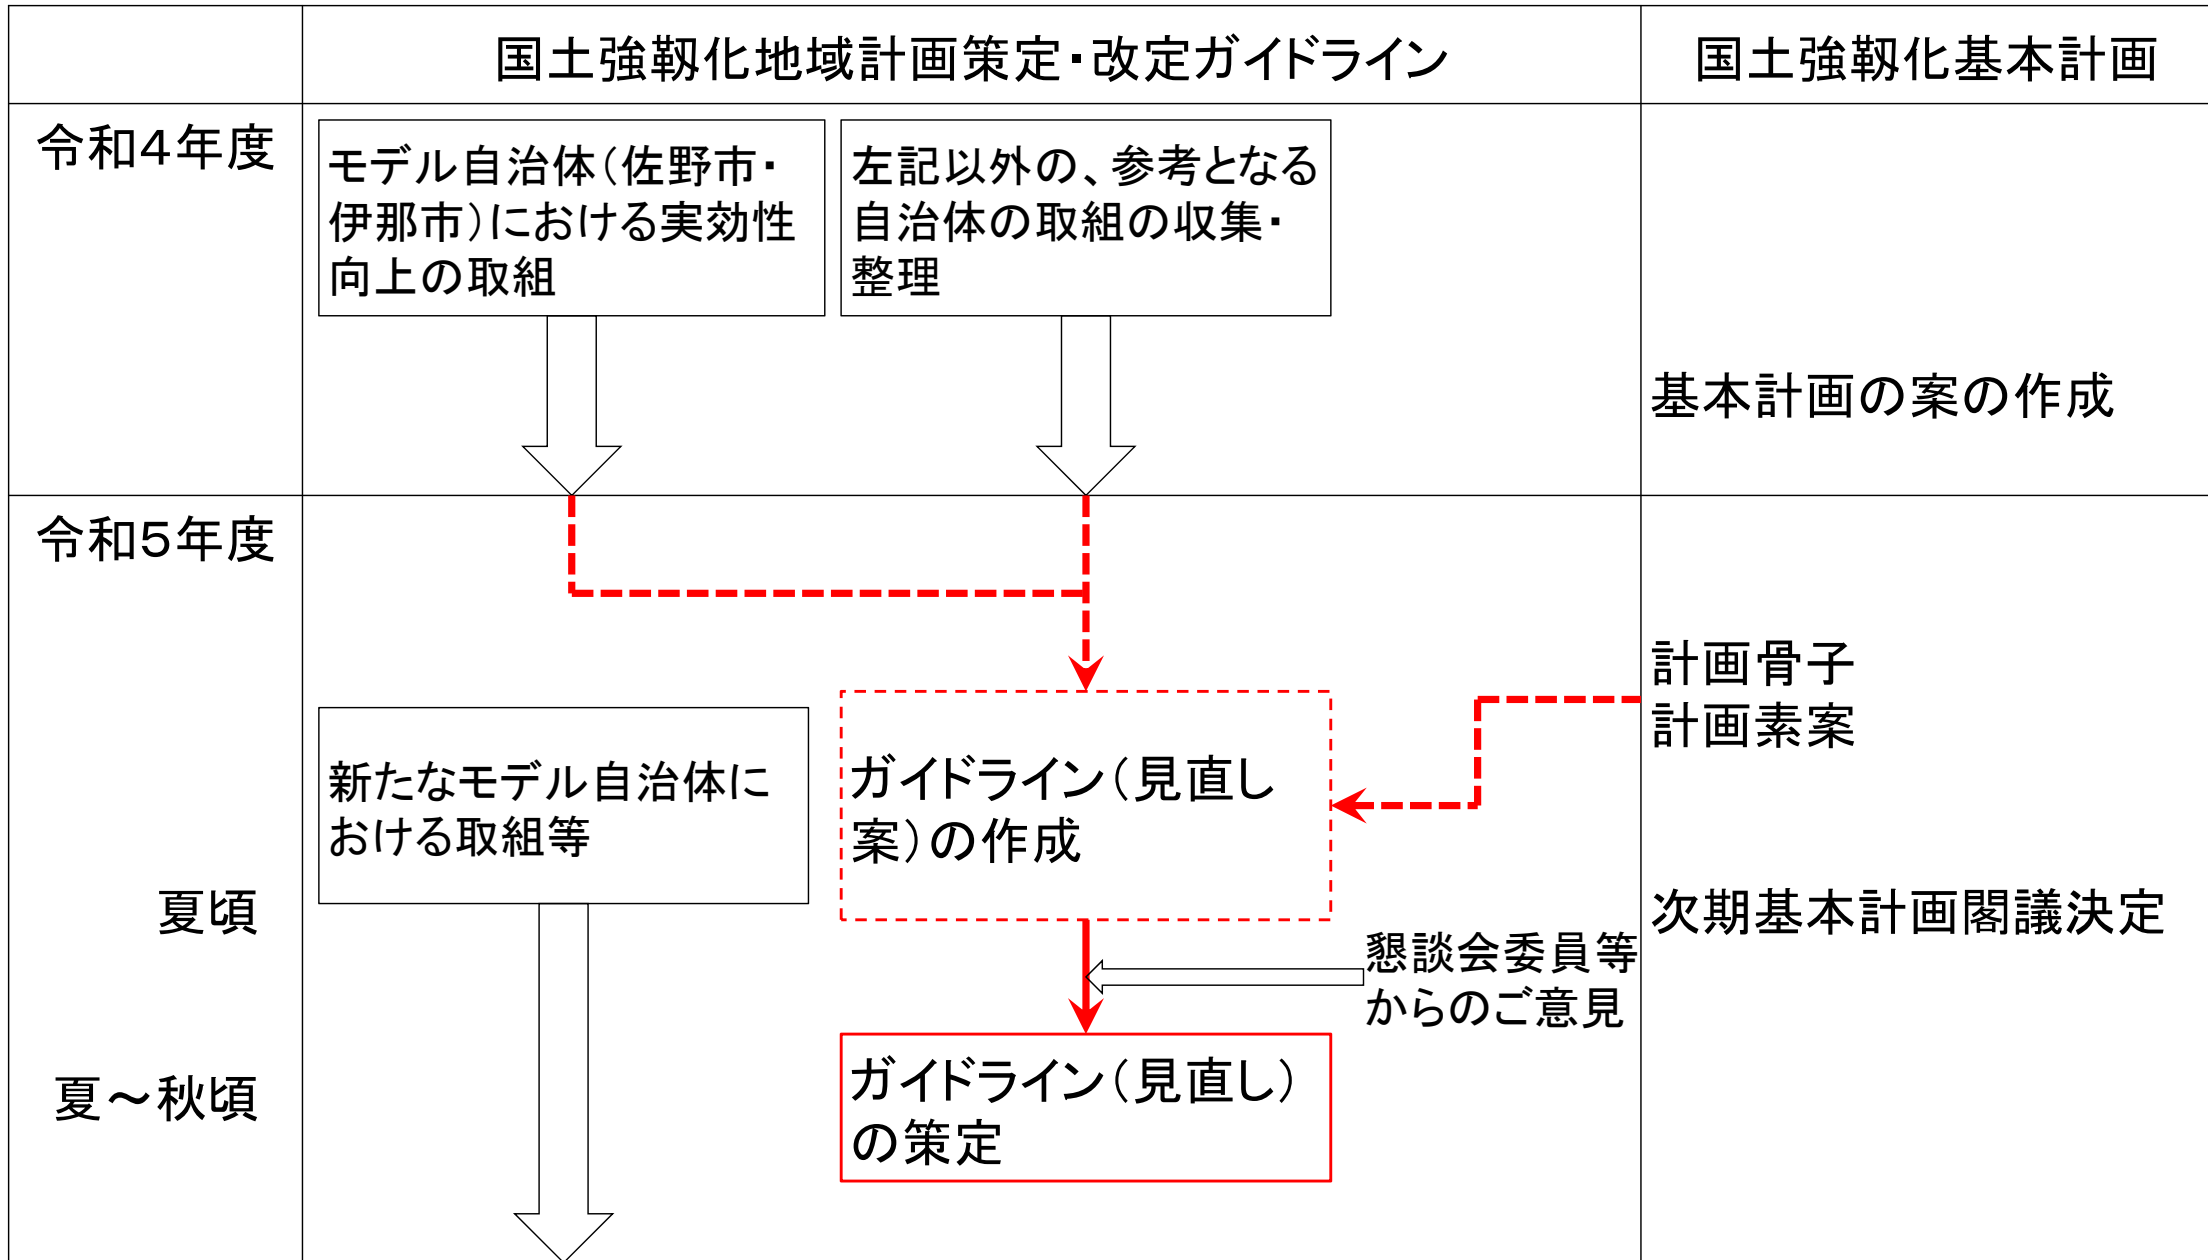 国土強靱化地域計画策定・改定ガイドライン
国土強靱化基本計画
令和4年度
モデル自治体（佐野市・
伊那市）における実効性
向上の取組
左記以外の、参考となる
自治体の取組の収集・
整理
基本計画の案の作成
令和5年度
計画骨子
計画素案
新たなモデル自治体に
おける取組等
ガイドライン（見直し
案）の作成
夏頃
次期基本計画閣議決定
懇談会委員等
からのご意見
夏～秋頃
ガイドライン（見直し）
の策定